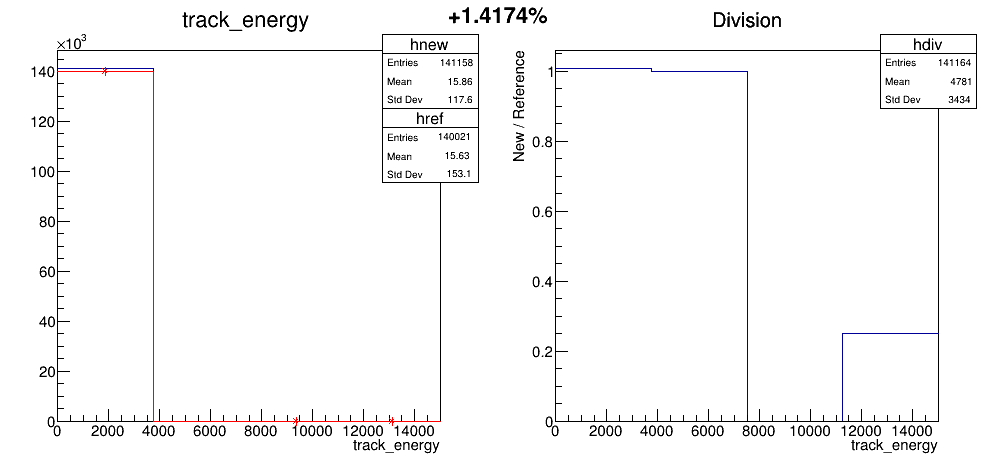 track_energy
+1.4174%
Division
×10³
hnew
Entries 141158
Mean 15.86
Std Dev 117.6
href
Entries 140021
Mean 15.63
Std Dev 153.1
140
120
100
80
60
40
20
0
0 2000 4000 6000 8000 10000 12000 14000
track_energy
hdiv
Entries 141164
Mean 4781
Std Dev 3434
New / Reference
1
0.8
0.6
0.4
0.2
0
0 2000 4000 6000 8000 10000 12000 14000
track_energy